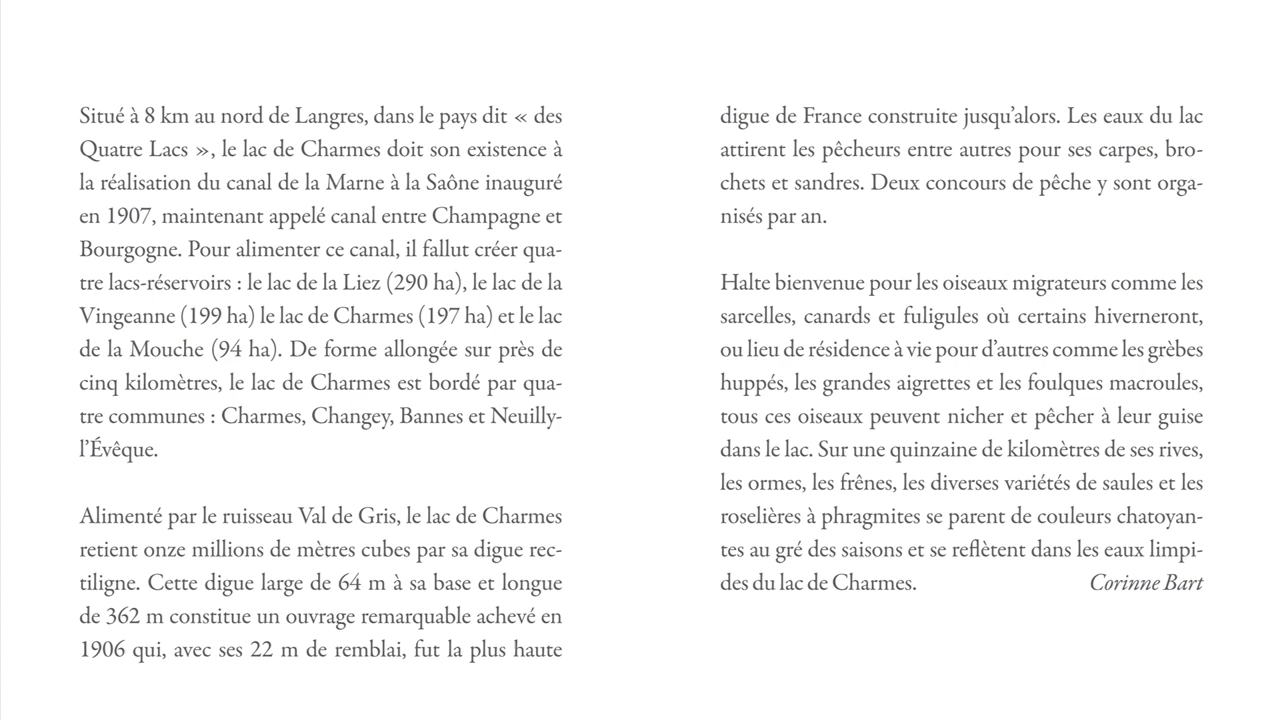 Situé à 8 km au nord de Langres, dans le pays dit « des
Quatre Lacs », le lac de Charmes doit son existence à
la réalisation du canal de la Marne à la Saône inauguré
en 1907, maintenant appelé canal entre Champagne et
Bourgogne. Pour alimenter ce canal, il fallut créer qua-
tre lacs-réservoirs : le lac de la Liez (290 ha), le lac de la
Vingeanne (199 ha) le lac de Charmes (197 ha) et le lac
de la Mouche (94 ha). De forme allongée sur près de
cinq kilomètres, le lac de Charmes est bordé par qua-
tre communes : Charmes, Changey, Bannes et Neuilly-
l’Évêque.

Alimenté par le ruisseau Val de Gris, le lac de Charmes
retient onze millions de mètres cubes par sa digue rec-
tiligne. Cette digue large de 64 m à sa base et longue
de 362 m constitue un ouvrage remarquable achevé en
1906 qui, avec ses 22 m de remblai, fut la plus haute
digue de France construite jusqu’alors. Les eaux du lac
attirent les pêcheurs entre autres pour ses carpes, bro-
chets et sandres. Deux concours de pêche y sont orga-
nisés par an.

Halte bienvenue pour les oiseaux migrateurs comme les
sarcelles, canards et fuligules où certains hiverneront,
ou lieu de résidence à vie pour d’autres comme les grèbes
huppés, les grandes aigrettes et les foulques macroules,
tous ces oiseaux peuvent nicher et pêcher à leur guise
dans le lac. Sur une quinzaine de kilomètres de ses rives,
les ormes, les frênes, les diverses variétés de saules et les
roselières à phragmites se parent de couleurs chatoyan-
tes au gré des saisons et se reflètent dans les eaux limpi-
des du lac de Charmes. Corinne Bart